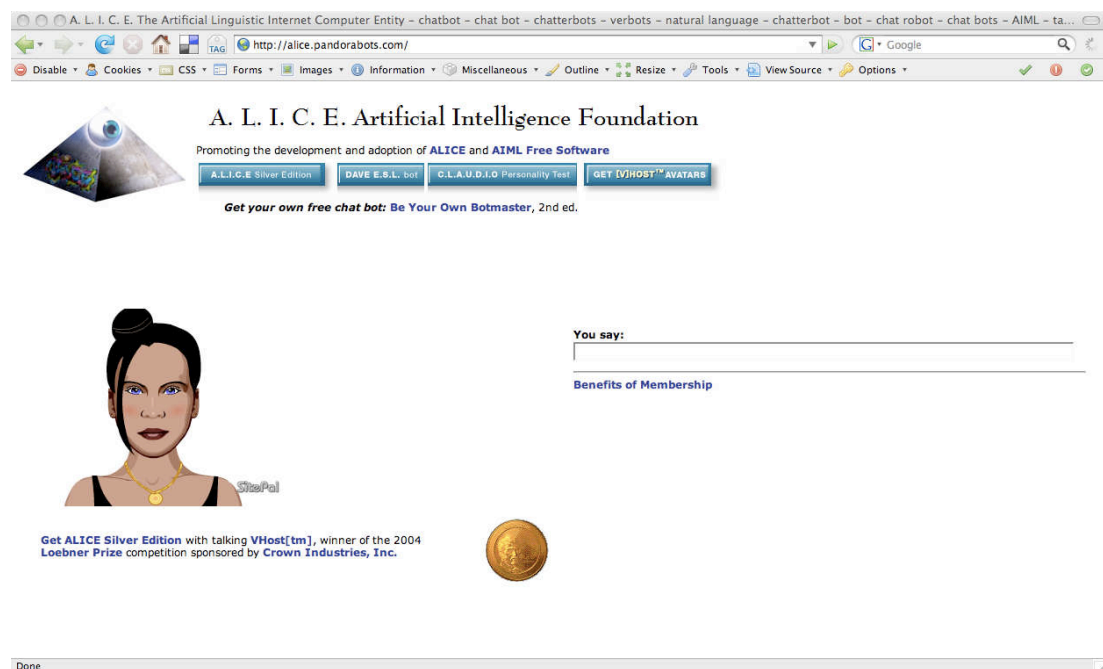 A. L. I. C. E. The Artificial Linguistic Internet Computer Entity – chatbot – chat bot – chatterbots – verbots – natural language – chatterbot – bot – chat robot – chat bots – AIML – ta...
TAG http://alice.pandorabots.com/ G Google
Disable Cookies CSS Forms Images Information Miscellaneous Outline Resize Tools View Source Options
A. L. I. C. E. Artificial Intelligence Foundation
Promoting the development and adoption of ALICE and AIML Free Software
A.L.I.C.E Silver Edition DAVE E.S.L. bot C.L.A.U.D.I.O Personality Test GET [V]HOST™ AVATARS
Get your own free chat bot: Be Your Own Botmaster, 2nd ed.
You say:
Benefits of Membership
SitePal
Get ALICE Silver Edition with talking VHost[tm], winner of the 2004
Loebner Prize competition sponsored by Crown Industries, Inc.
Done